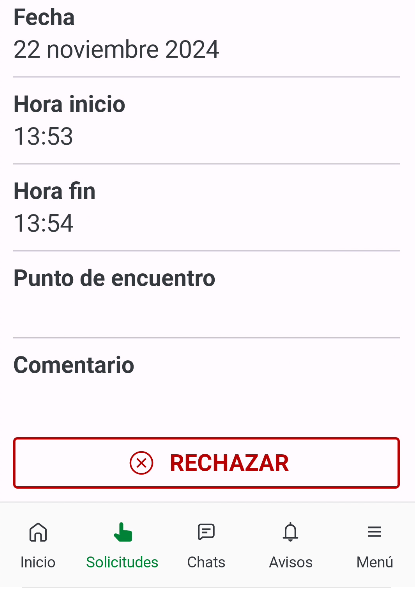 Fecha
22 noviembre 2024
Hora inicio
13:53
Hora fin
13:54
Punto de encuentro
Comentario
RECHAZAR
Inicio Solicitudes Chats Avisos Menú